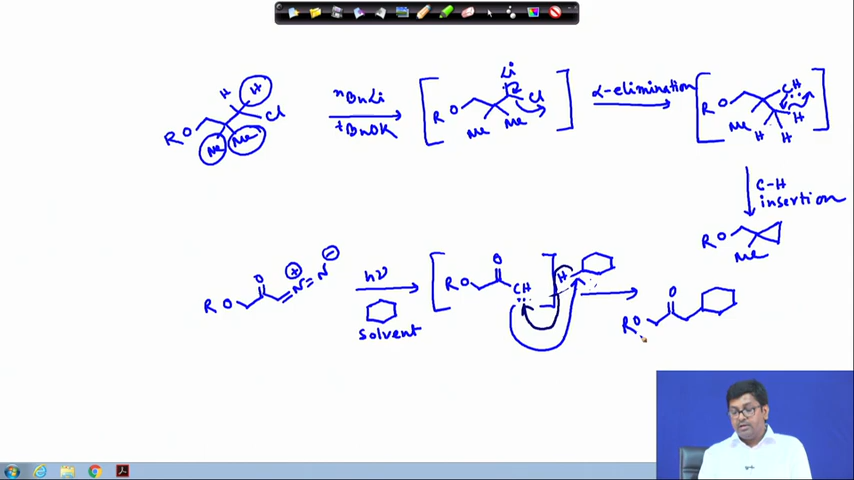 H H
Cl
RO
Me Me
ⁿBuLi
ᵗBuOK
Li
Cl
RO
Me Me
α-elimination
CH
RO
Me H H H
C-H
insertion
RO
Me
RO O ⊕ N=N ⊖
hν
solvent
RO O CH
H
RO O